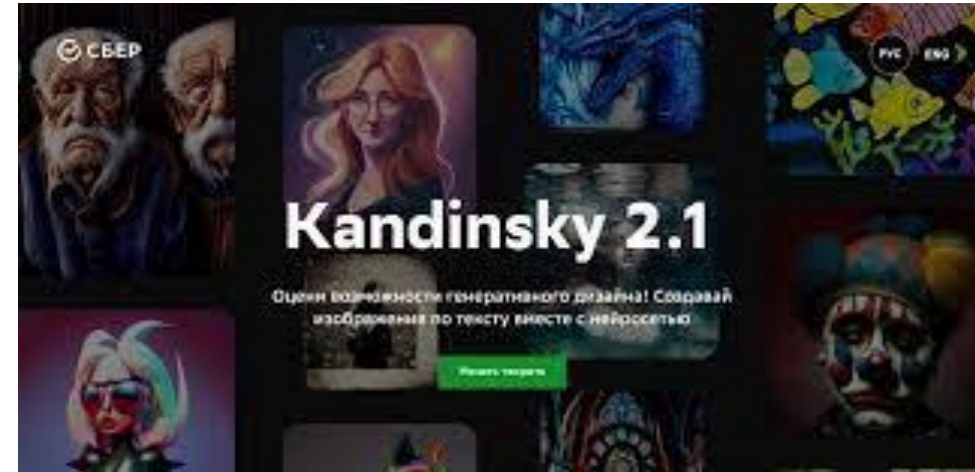 СБЕР
РУС ENG
Kandinsky 2.1
Оцени возможности генеративного дизайна! Создавай
изображения по тексту вместе с нейросетью
Начать творить